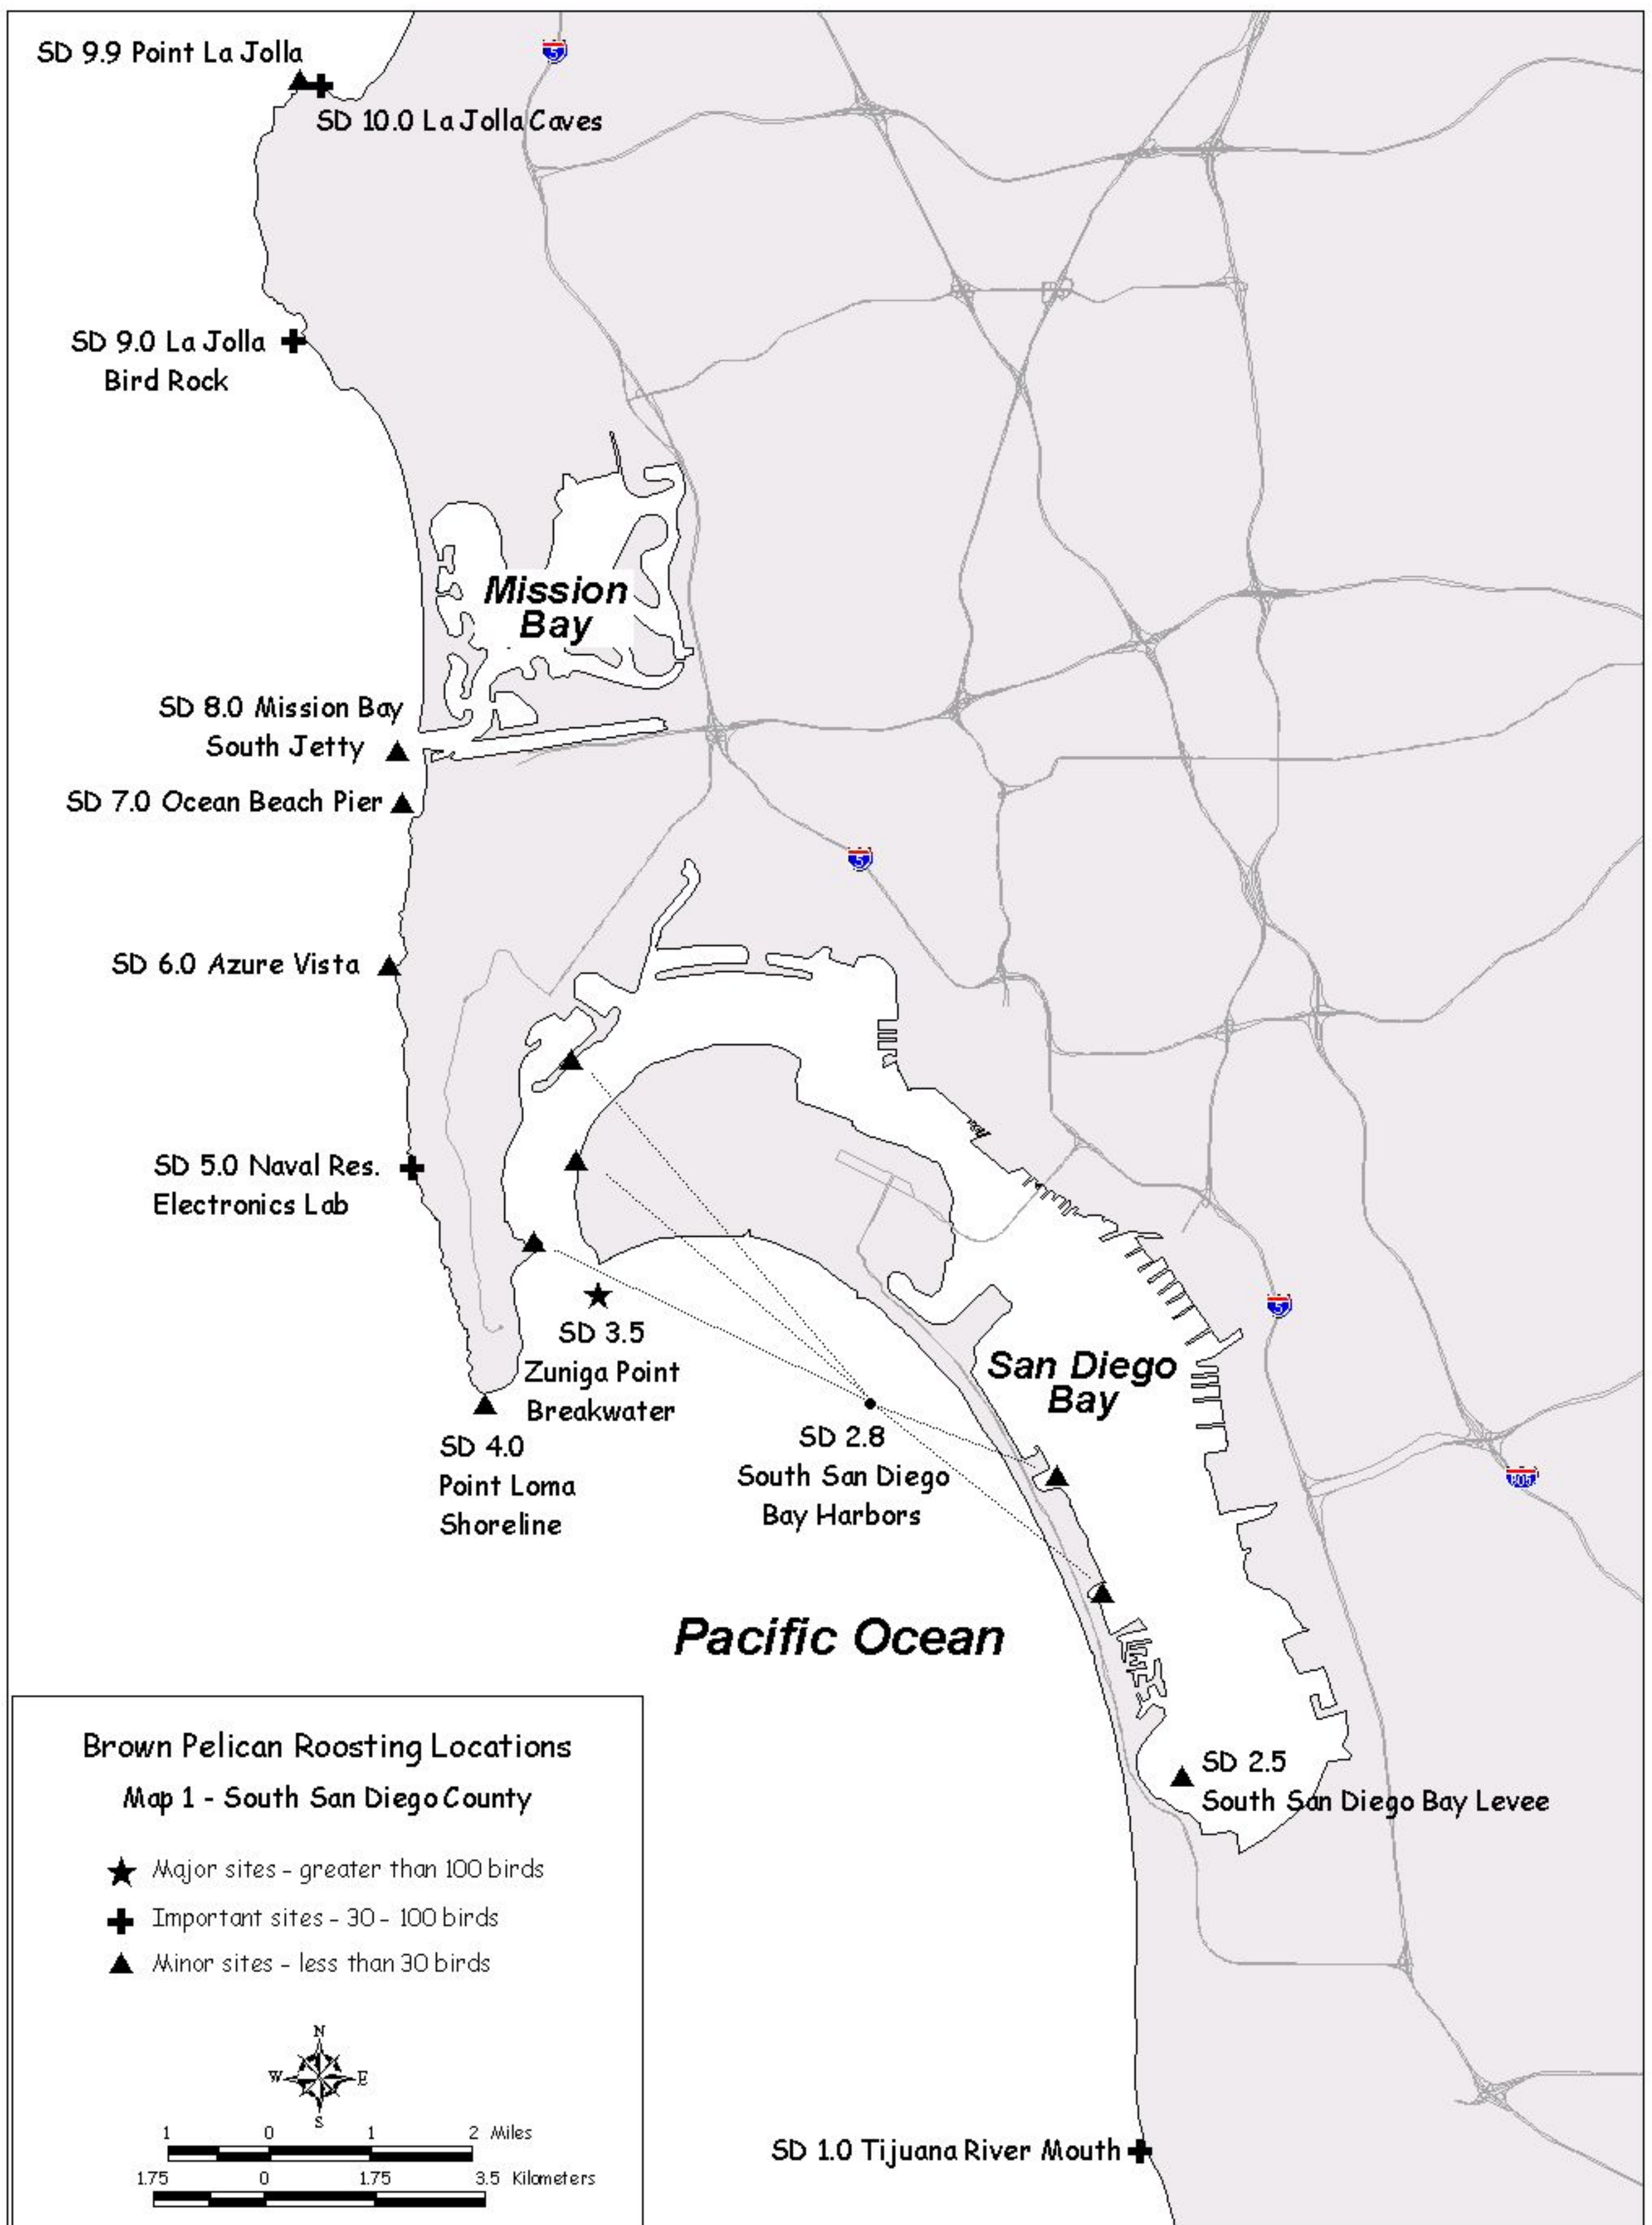 SD 9.9 Point La Jolla
SD 10.0 La Jolla Caves
5
SD 9.0 La Jolla
Bird Rock
Mission
Bay
SD 8.0 Mission Bay
South Jetty
SD 7.0 Ocean Beach Pier
5
SD 6.0 Azure Vista
SD 5.0 Naval Res.
Electronics Lab
5
SD 3.5
Zuniga Point
Breakwater
San Diego
Bay
SD 4.0
Point Loma
Shoreline
SD 2.8
South San Diego
Bay Harbors
805
Pacific Ocean
SD 2.5
South San Diego Bay Levee
SD 1.0 Tijuana River Mouth
Brown Pelican Roosting Locations
Map 1 - South San Diego County
Major sites - greater than 100 birds
Important sites - 30 - 100 birds
Minor sites - less than 30 birds
N
W E
S
1 0 1 2 Miles
1.75 0 1.75 3.5 Kilometers